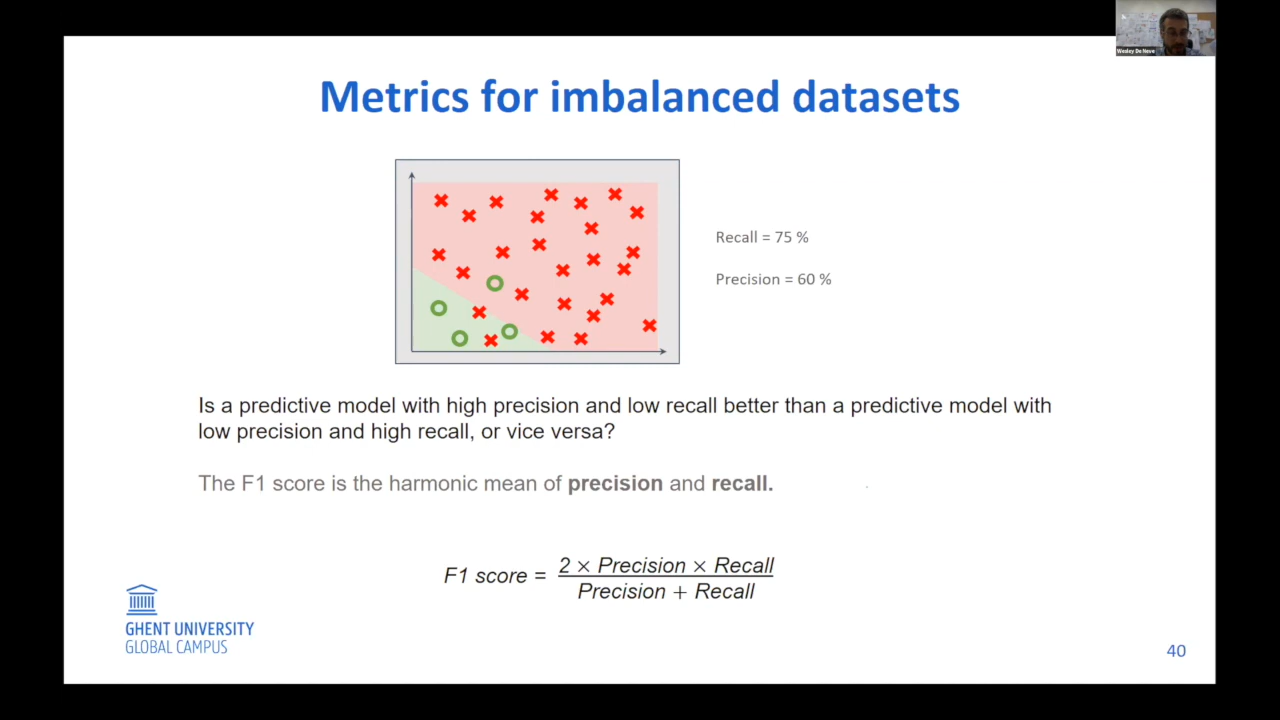 Wesley De Neve
Metrics for imbalanced datasets
Recall = 75 %
Precision = 60 %
Is a predictive model with high precision and low recall better than a predictive model with
low precision and high recall, or vice versa?
The F1 score is the harmonic mean of precision and recall.
F1 score = 2 × Precision × Recall
Precision + Recall
GHENT UNIVERSITY
GLOBAL CAMPUS
40